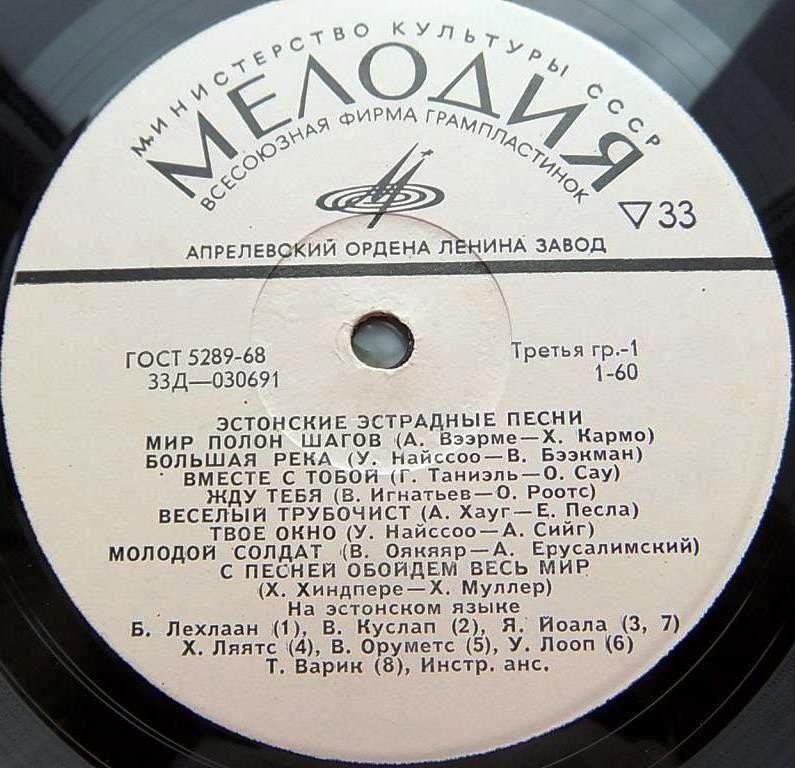 МИНИСТЕРСТВО КУЛЬТУРЫ СССР
МЕЛОДИЯ
ВСЕСОЮЗНАЯ ФИРМА ГРАМПЛАСТИНОК
▽33
АПРЕЛЕВСКИЙ ОРДЕНА ЛЕНИНА ЗАВОД
ГОСТ 5289-68
33Д—030691
Третья гр.-1
1-60
ЭСТОНСКИЕ ЭСТРАДНЫЕ ПЕСНИ
МИР ПОЛОН ШАГОВ (А. Вээрме—Х. Кармо)
БОЛЬШАЯ РЕКА (У. Найссоо—В. Бээкман)
ВМЕСТЕ С ТОБОЙ (Г. Таниэль—О. Сау)
ЖДУ ТЕБЯ (В. Игнатьев—О. Роотс)
ВЕСЕЛЫЙ ТРУБОЧИСТ (А. Хауг—Е. Песла)
ТВОЕ ОКНО (У. Найссоо—А. Сийг)
МОЛОДОЙ СОЛДАТ (В. Оякяяр—А. Ерусалимский)
С ПЕСНЕЙ ОБОЙДЕМ ВЕСЬ МИР
(Х. Хиндпере—Х. Муллер)
На эстонском языке
Б. Лехлаан (1), В. Куслап (2), Я. Йоала (3, 7)
Х. Ляятс (4), В. Оруметс (5), У. Лооп (6)
Т. Варик (8), Инстр. анс.